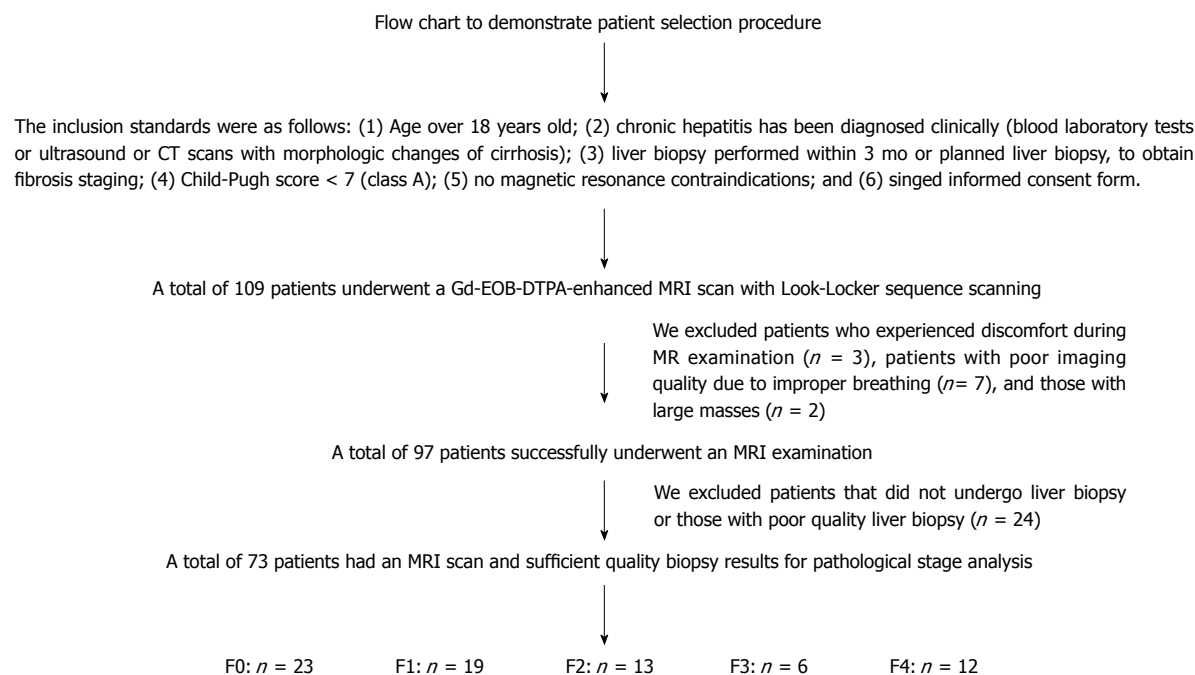 Flow chart to demonstrate patient selection procedure
The inclusion standards were as follows: (1) Age over 18 years old; (2) chronic hepatitis has been diagnosed clinically (blood laboratory tests
or ultrasound or CT scans with morphologic changes of cirrhosis); (3) liver biopsy performed within 3 mo or planned liver biopsy, to obtain
fibrosis staging; (4) Child-Pugh score < 7 (class A); (5) no magnetic resonance contraindications; and (6) singed informed consent form.
A total of 109 patients underwent a Gd-EOB-DTPA-enhanced MRI scan with Look-Locker sequence scanning
We excluded patients who experienced discomfort during
MR examination (n = 3), patients with poor imaging
quality due to improper breathing (n= 7), and those with
large masses (n = 2)
A total of 97 patients successfully underwent an MRI examination
We excluded patients that did not undergo liver biopsy
or those with poor quality liver biopsy (n = 24)
A total of 73 patients had an MRI scan and sufficient quality biopsy results for pathological stage analysis
F0: n = 23 F1: n = 19 F2: n = 13 F3: n = 6 F4: n = 12